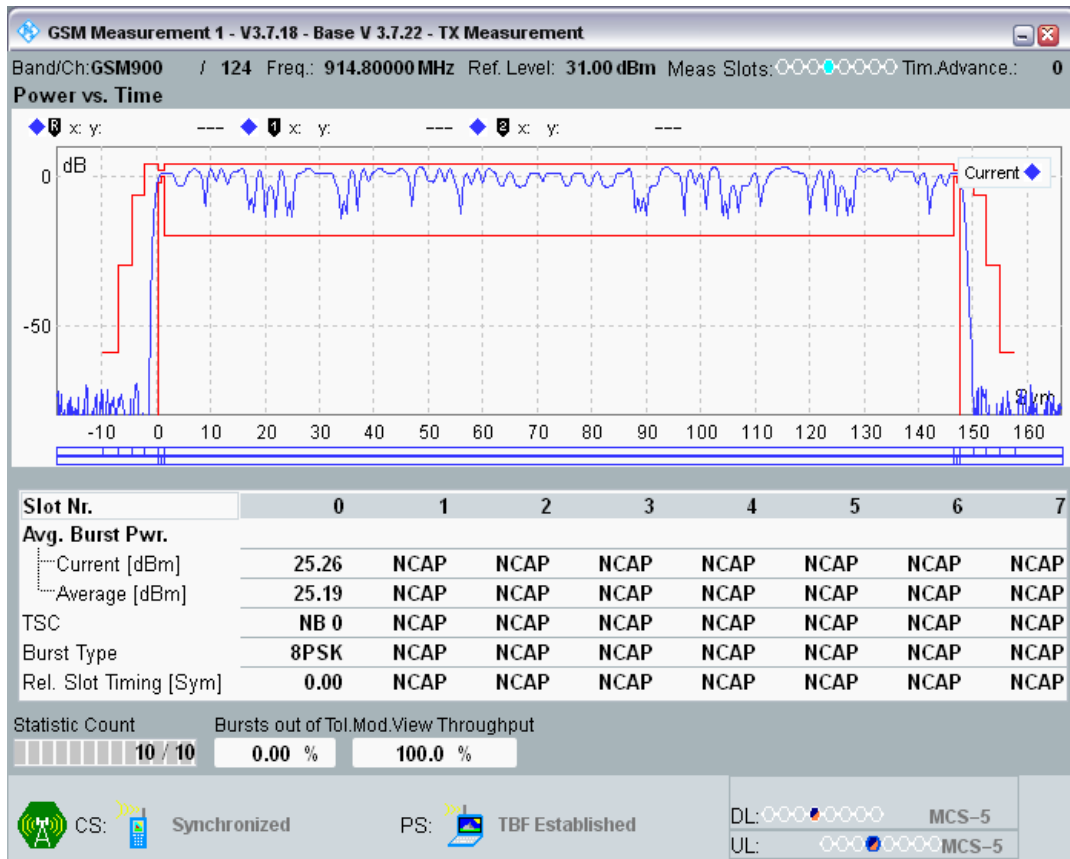 GSM Measurement 1 - V3.7.18 - Base V 3.7.22 - TX Measurement
Band/Ch:GSM900 / 124 Freq.: 914.80000 MHz Ref. Level: 31.00 dBm Meas Slots: Tim.Advance.: 0
Power vs. Time
R x: y: --- 1 x: y: --- 2 x: y: ---
dB
0
Current
-50
Sym
-10 0 10 20 30 40 50 60 70 80 90 100 110 120 130 140 150 160
Slot Nr. 0 1 2 3 4 5 6 7
Avg. Burst Pwr.
Current [dBm] 25.26 NCAP NCAP NCAP NCAP NCAP NCAP NCAP
Average [dBm] 25.19 NCAP NCAP NCAP NCAP NCAP NCAP NCAP
TSC NB 0 NCAP NCAP NCAP NCAP NCAP NCAP NCAP
Burst Type 8PSK NCAP NCAP NCAP NCAP NCAP NCAP NCAP
Rel. Slot Timing [Sym] 0.00 NCAP NCAP NCAP NCAP NCAP NCAP NCAP
Statistic Count Bursts out of Tol. Mod.View Throughput
10 / 10 0.00 % 100.0 %
CS: Synchronized PS: TBF Established DL: MCS-5
UL: MCS-5